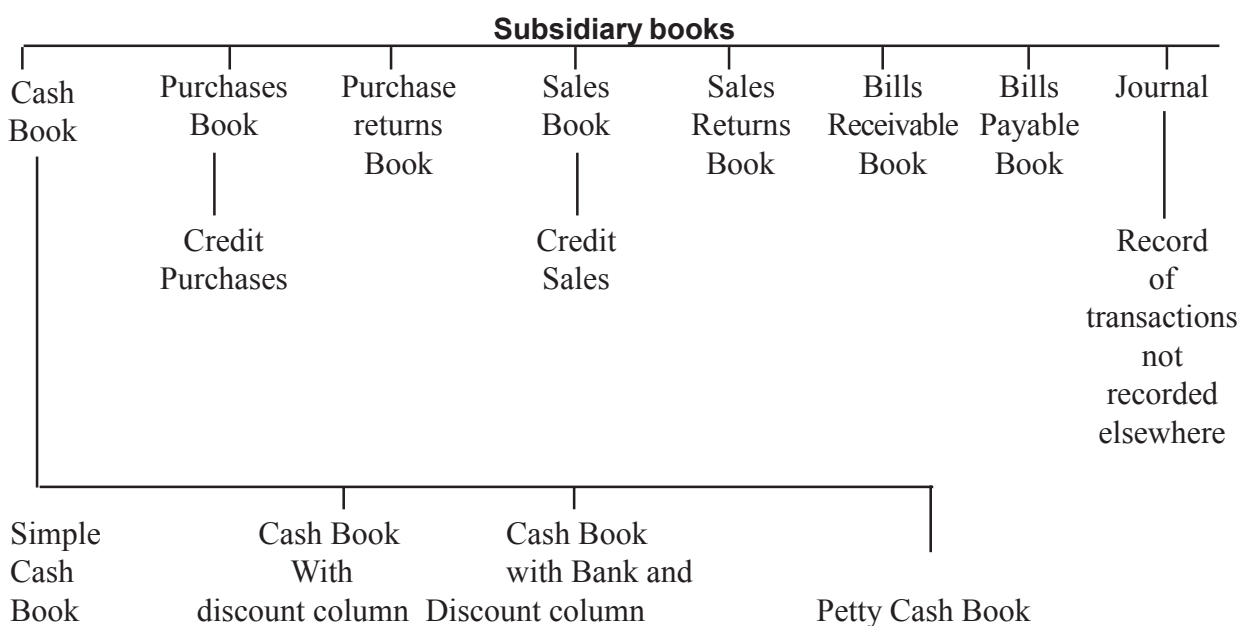 Subsidiary books
Cash
Book
Purchases
Book
Purchase
returns
Book
Sales
Book
Sales
Returns
Book
Bills
Receivable
Book
Bills
Payable
Book
Journal
Credit
Purchases
Credit
Sales
Record
of
transactions
not
recorded
elsewhere
Simple
Cash
Book
Cash Book
With
discount column
Cash Book
with Bank and
Discount column
Petty Cash Book